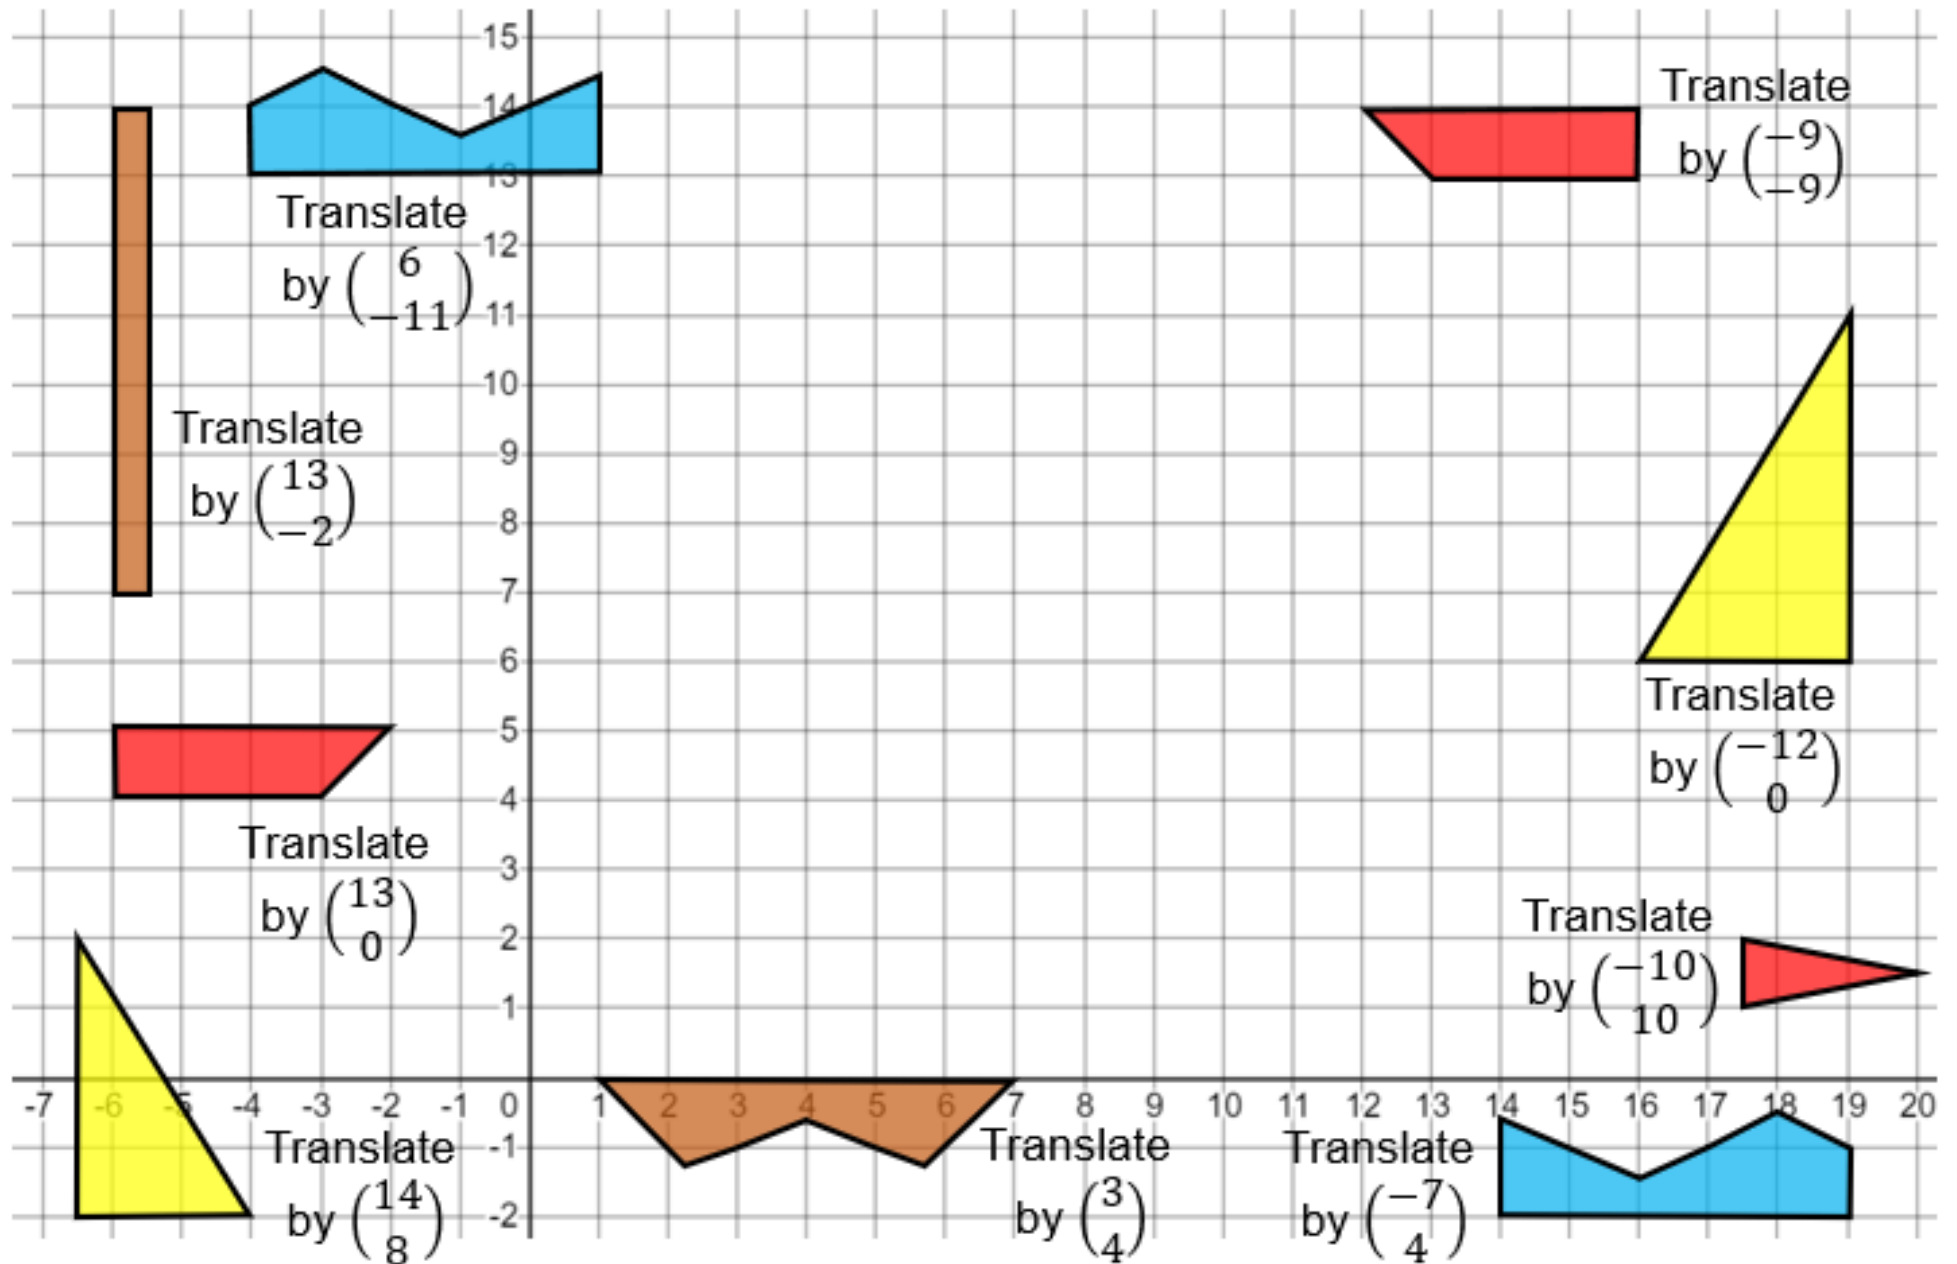 15
14
13
12
11
10
9
8
7
6
5
4
3
2
1
-1
-2
-7 -6 -5 -4 -3 -2 -1 0 1 2 3 4 5 6 7 8 9 10 11 12 13 14 15 16 17 18 19 20
Translate
by (6
−11)
Translate
by (−9
−9)
Translate
by (13
−2)
Translate
by (−12
0)
Translate
by (13
0)
Translate
by (−10
10)
Translate
by (14
8)
Translate
by (3
4)
Translate
by (−7
4)